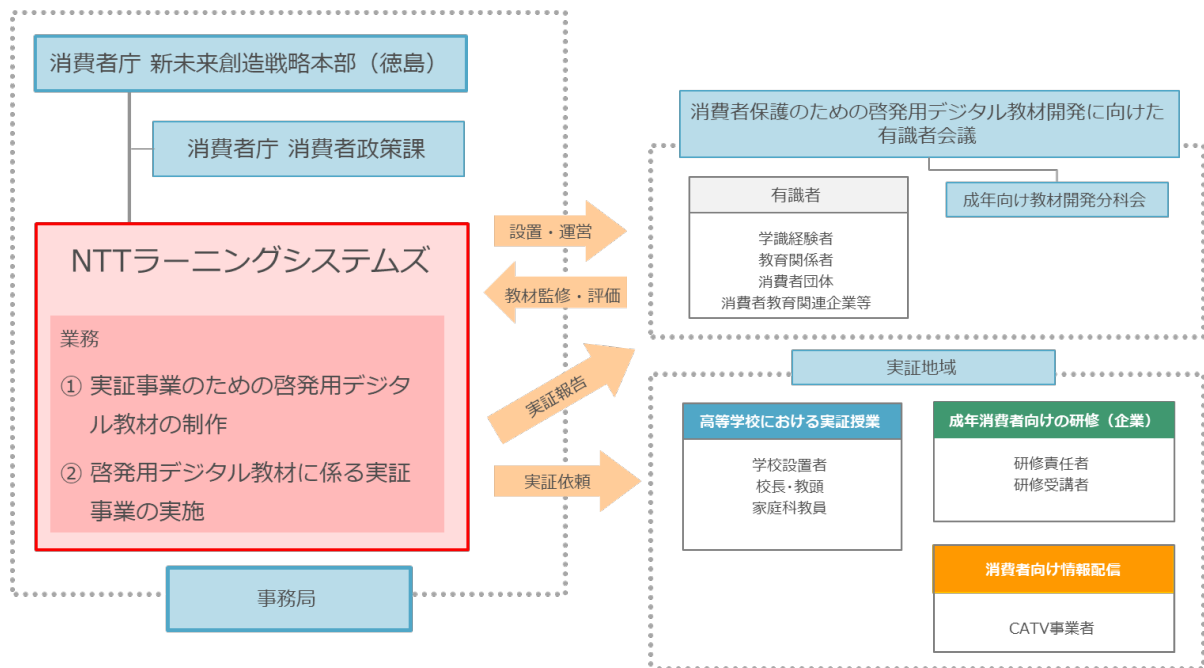 消費者庁 新未来創造戦略本部（徳島）
消費者庁 消費者政策課
NTTラーニングシステムズ
業務
① 実証事業のための啓発用デジタ
ル教材の制作
② 啓発用デジタル教材に係る実証
事業の実施
事務局
設置・運営
教材監修・評価
実証報告
実証依頼
消費者保護のための啓発用デジタル教材開発に向けた
有識者会議
有識者
学識経験者
教育関係者
消費者団体
消費者教育関連企業等
成年向け教材開発分科会
実証地域
高等学校における実証授業
学校設置者
校長・教頭
家庭科教員
成年消費者向けの研修（企業）
研修責任者
研修受講者
消費者向け情報配信
CATV事業者